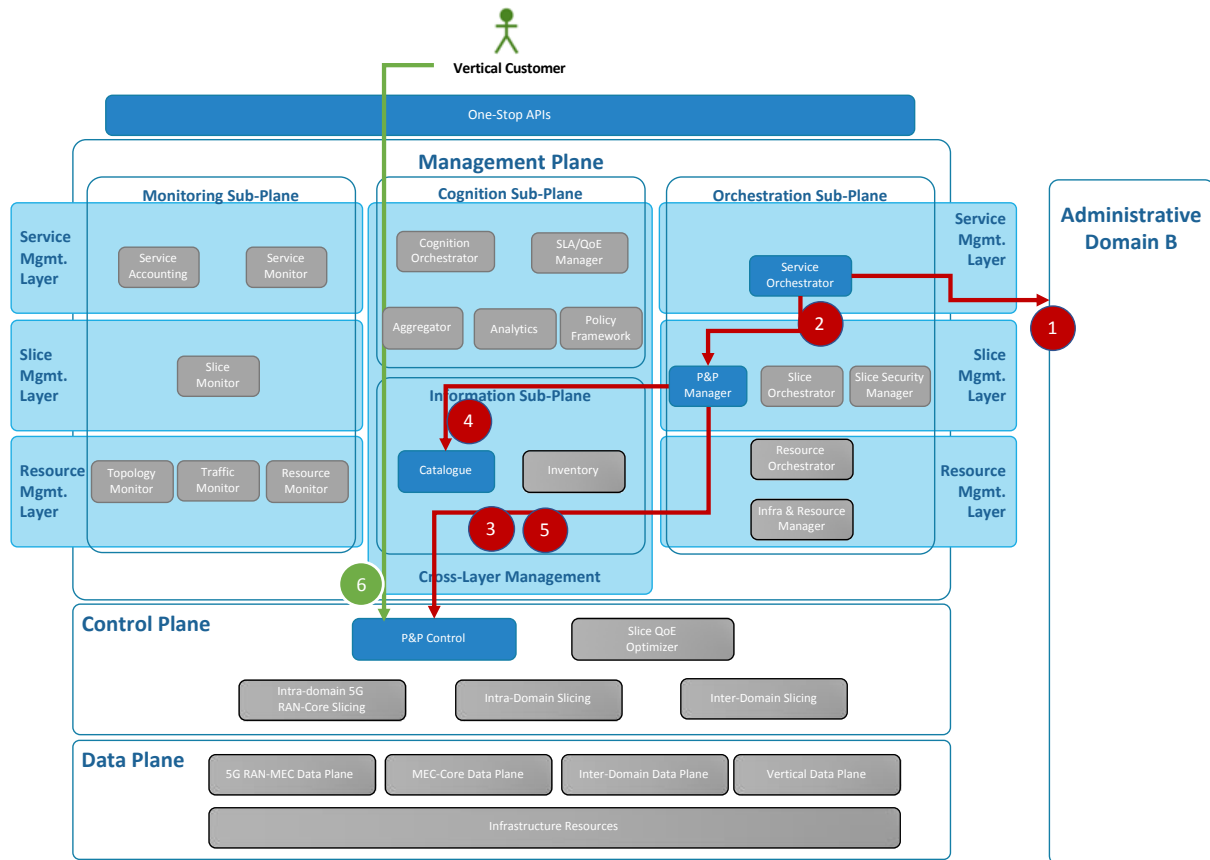 Vertical Customer
One-Stop APIs
Management Plane
Monitoring Sub-Plane
Cognition Sub-Plane
Orchestration Sub-Plane
Service
Mgmt.
Layer
Service
Accounting
Service
Monitor
Cognition
Orchestrator
SLA/QoE
Manager
Service
Orchestrator
Service
Mgmt.
Layer
Administrative
Domain B
Aggregator
Analytics
Policy
Framework
2
1
Slice
Mgmt.
Layer
Slice
Monitor
Information Sub-Plane
P&P
Manager
Slice
Orchestrator
Slice Security
Manager
Slice
Mgmt.
Layer
4
Resource
Mgmt.
Layer
Topology
Monitor
Traffic
Monitor
Resource
Monitor
Catalogue
Inventory
Resource
Orchestrator
Infra & Resource
Manager
Resource
Mgmt.
Layer
3
5
Cross-Layer Management
6
Control Plane
P&P Control
Slice QoE
Optimizer
Intra-domain 5G
RAN-Core Slicing
Intra-Domain Slicing
Inter-Domain Slicing
Data Plane
5G RAN-MEC Data Plane
MEC-Core Data Plane
Inter-Domain Data Plane
Vertical Data Plane
Infrastructure Resources